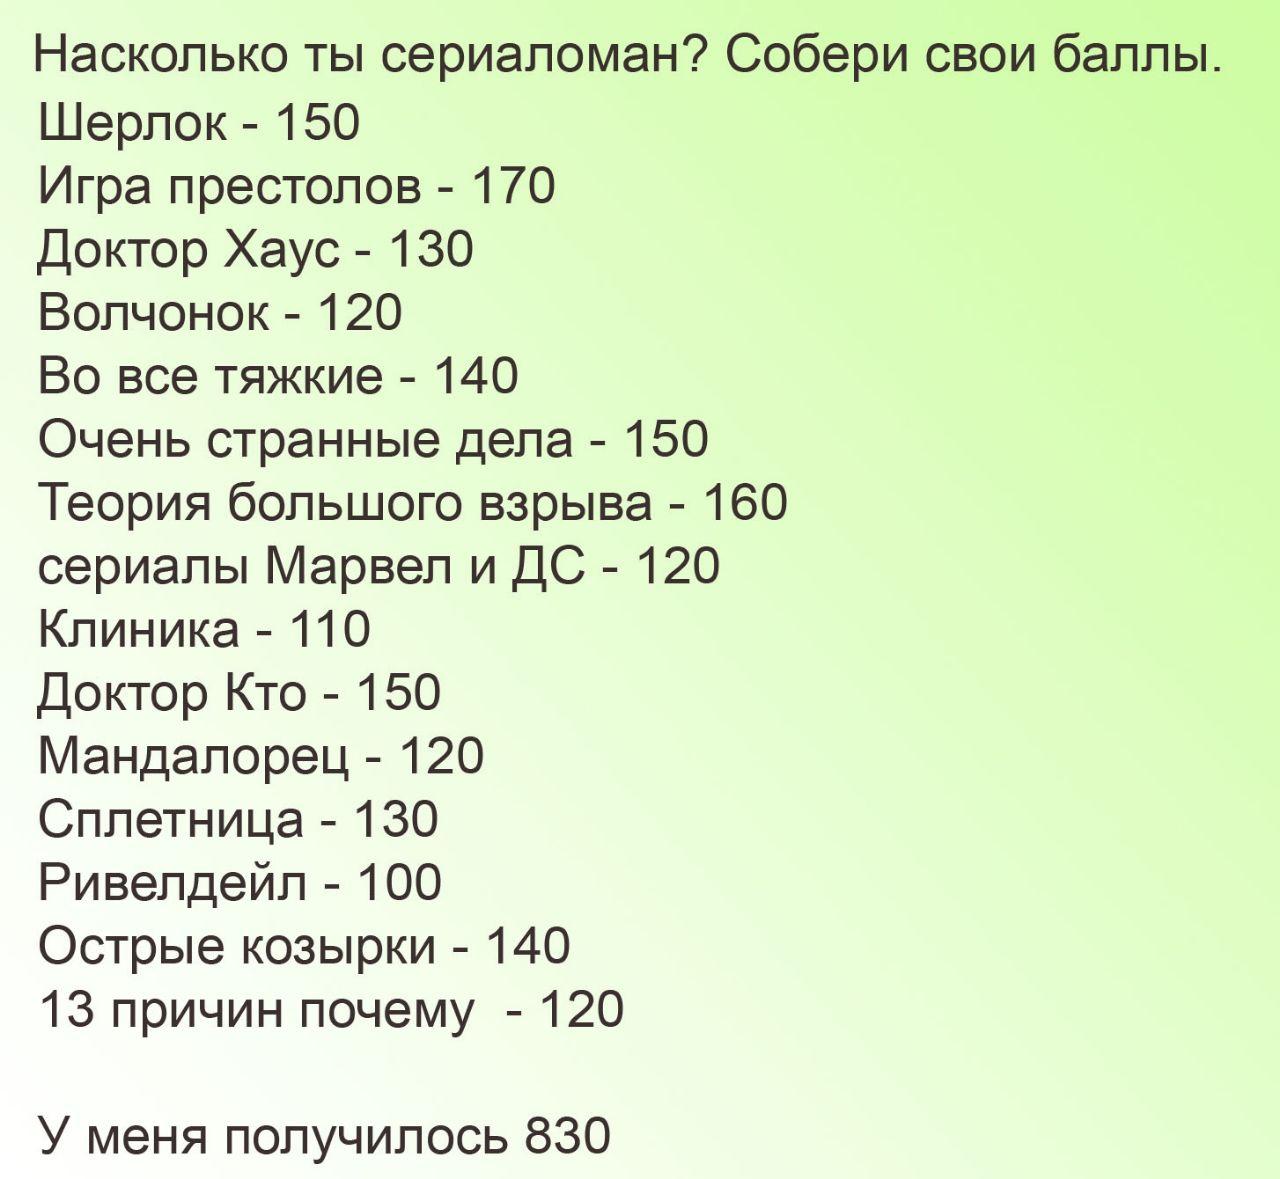 Насколько ты сериаломан? Собери свои баллы.
Шерлок - 150
Игра престолов - 170
Доктор Хаус - 130
Волчонок - 120
Во все тяжкие - 140
Очень странные дела - 150
Теория большого взрыва - 160
сериалы Марвел и ДС - 120
Клиника - 110
Доктор Кто - 150
Мандалорец - 120
Сплетница - 130
Ривелдейл - 100
Острые козырки - 140
13 причин почему  - 120
У меня получилось 830